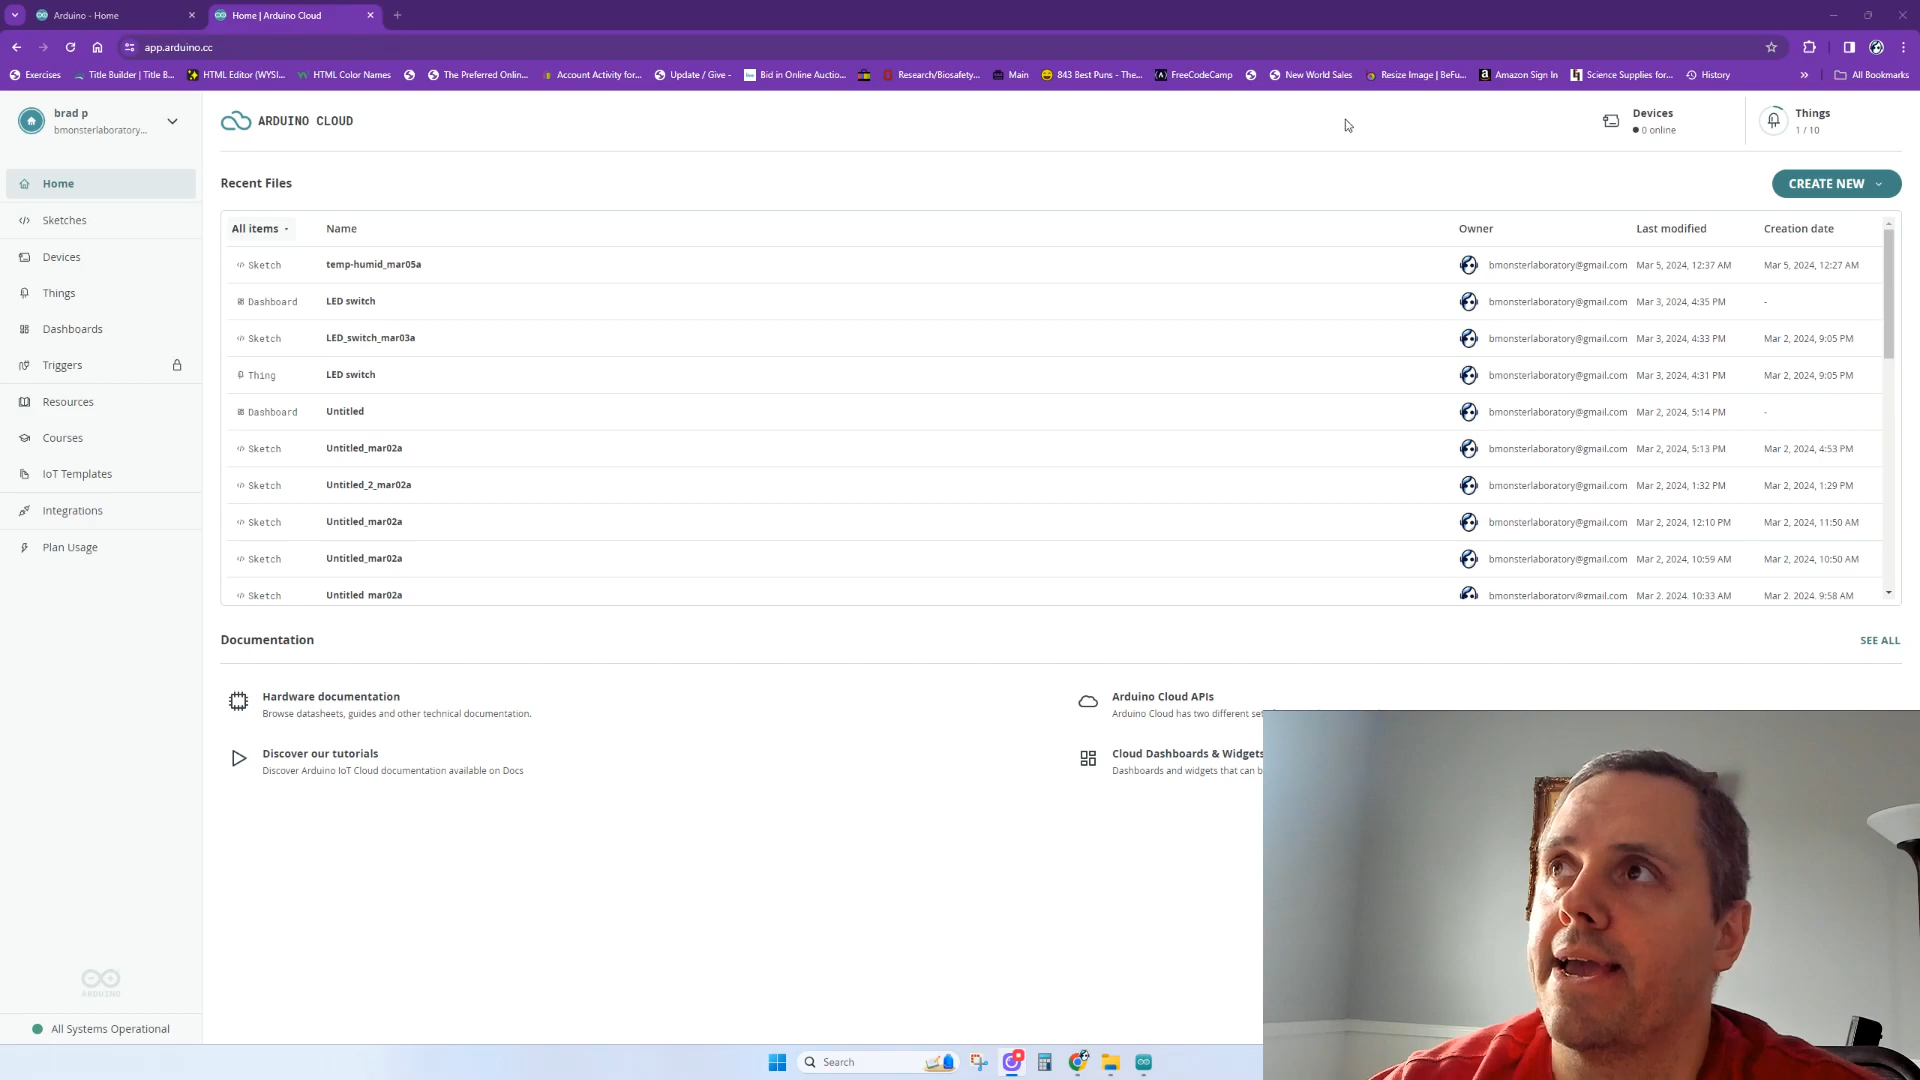 Arduino - Home
Home | Arduino Cloud
app.arduino.cc
Exercises
Title Builder | Title B...
HTML Editor (WYSI...
HTML Color Names
The Preferred Onlin...
Account Activity for...
Update / Give -
Bid in Online Auctio...
Research/Biosafety...
Main
843 Best Puns - The...
FreeCodeCamp
New World Sales
Resize Image | BeFu...
Amazon Sign In
Science Supplies for...
History
All Bookmarks
brad p
bmonsterlaboratory...
Home
Sketches
Devices
Things
Dashboards
Triggers
Resources
Courses
IoT Templates
Integrations
Plan Usage
ARDUINO
All Systems Operational
ARDUINO CLOUD
Devices
0 online
Things
1 / 10
Recent Files
CREATE NEW
All items Name Owner Last modified Creation date
Sketch temp-humid_mar05a bmonsterlaboratory@gmail.com Mar 5, 2024, 12:37 AM Mar 5, 2024, 12:27 AM
Dashboard LED switch bmonsterlaboratory@gmail.com Mar 3, 2024, 4:35 PM -
Sketch LED_switch_mar03a bmonsterlaboratory@gmail.com Mar 3, 2024, 4:33 PM Mar 2, 2024, 9:05 PM
Thing LED switch bmonsterlaboratory@gmail.com Mar 3, 2024, 4:31 PM Mar 2, 2024, 9:05 PM
Dashboard Untitled bmonsterlaboratory@gmail.com Mar 2, 2024, 5:14 PM -
Sketch Untitled_mar02a bmonsterlaboratory@gmail.com Mar 2, 2024, 5:13 PM Mar 2, 2024, 4:53 PM
Sketch Untitled_2_mar02a bmonsterlaboratory@gmail.com Mar 2, 2024, 1:32 PM Mar 2, 2024, 1:29 PM
Sketch Untitled_mar02a bmonsterlaboratory@gmail.com Mar 2, 2024, 12:10 PM Mar 2, 2024, 11:50 AM
Sketch Untitled_mar02a bmonsterlaboratory@gmail.com Mar 2, 2024, 10:59 AM Mar 2, 2024, 10:50 AM
Sketch Untitled mar02a bmonsterlaboratory@gmail.com Mar 2, 2024, 10:33 AM Mar 2, 2024, 9:58 AM
Documentation
SEE ALL
Hardware documentation
Browse datasheets, guides and other technical documentation.
Arduino Cloud APIs
Arduino Cloud has two different set
Discover our tutorials
Discover Arduino IoT Cloud documentation available on Docs
Cloud Dashboards & Widgets
Dashboards and widgets that can b
Search